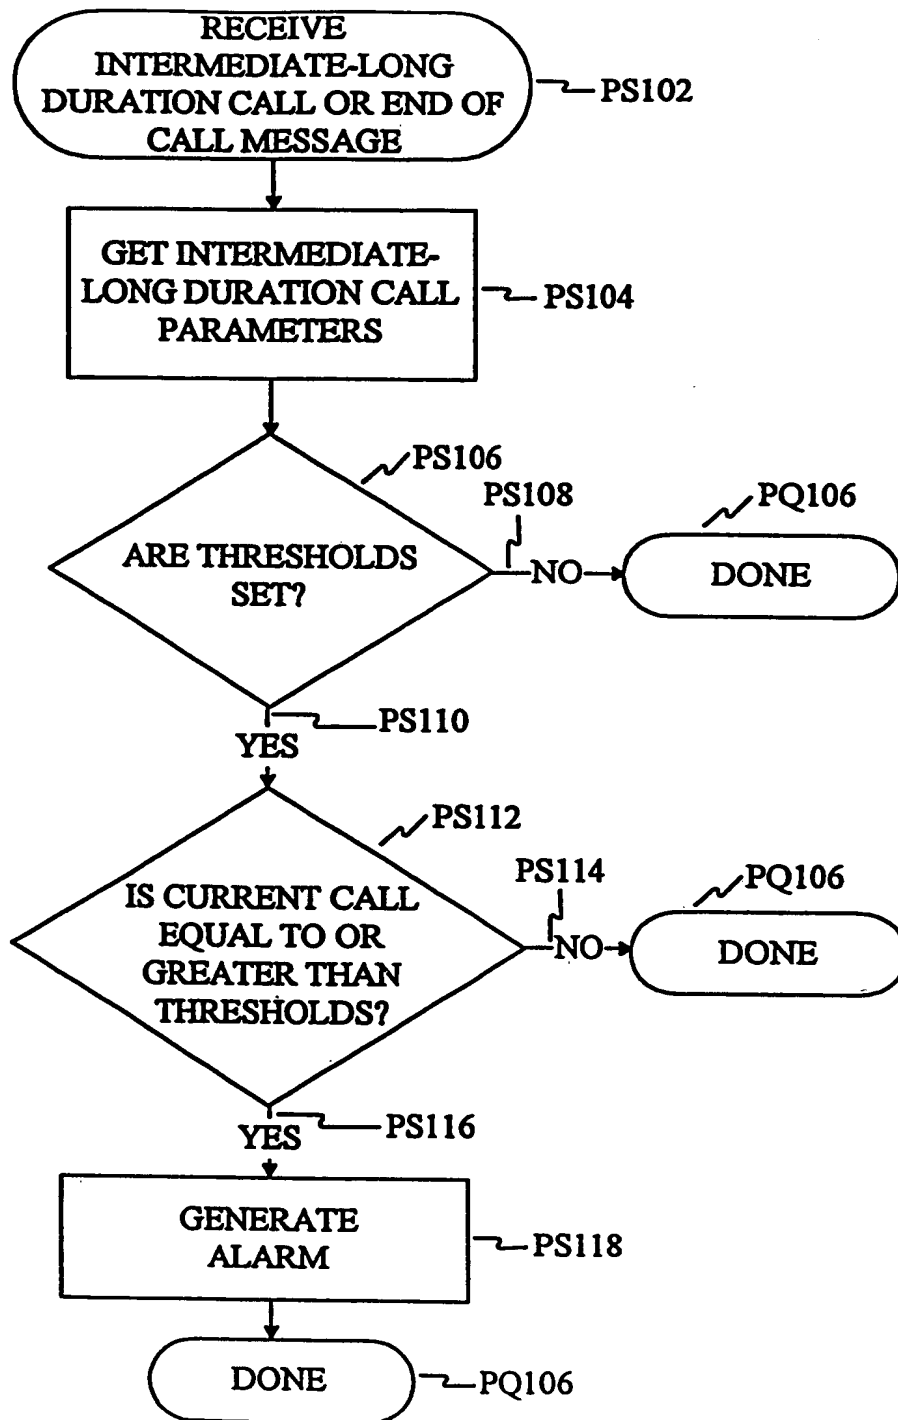 RECEIVE
INTERMEDIATE-LONG
DURATION CALL OR END OF
CALL MESSAGE
PS102
GET INTERMEDIATE-
LONG DURATION CALL
PARAMETERS
PS104
PS106
ARE THRESHOLDS
SET?
PS108
NO
PQ106
DONE
PS110
YES
PS112
IS CURRENT CALL
EQUAL TO OR
GREATER THAN
THRESHOLDS?
PS114
NO
PQ106
DONE
PS116
YES
GENERATE
ALARM
PS118
DONE
PQ106